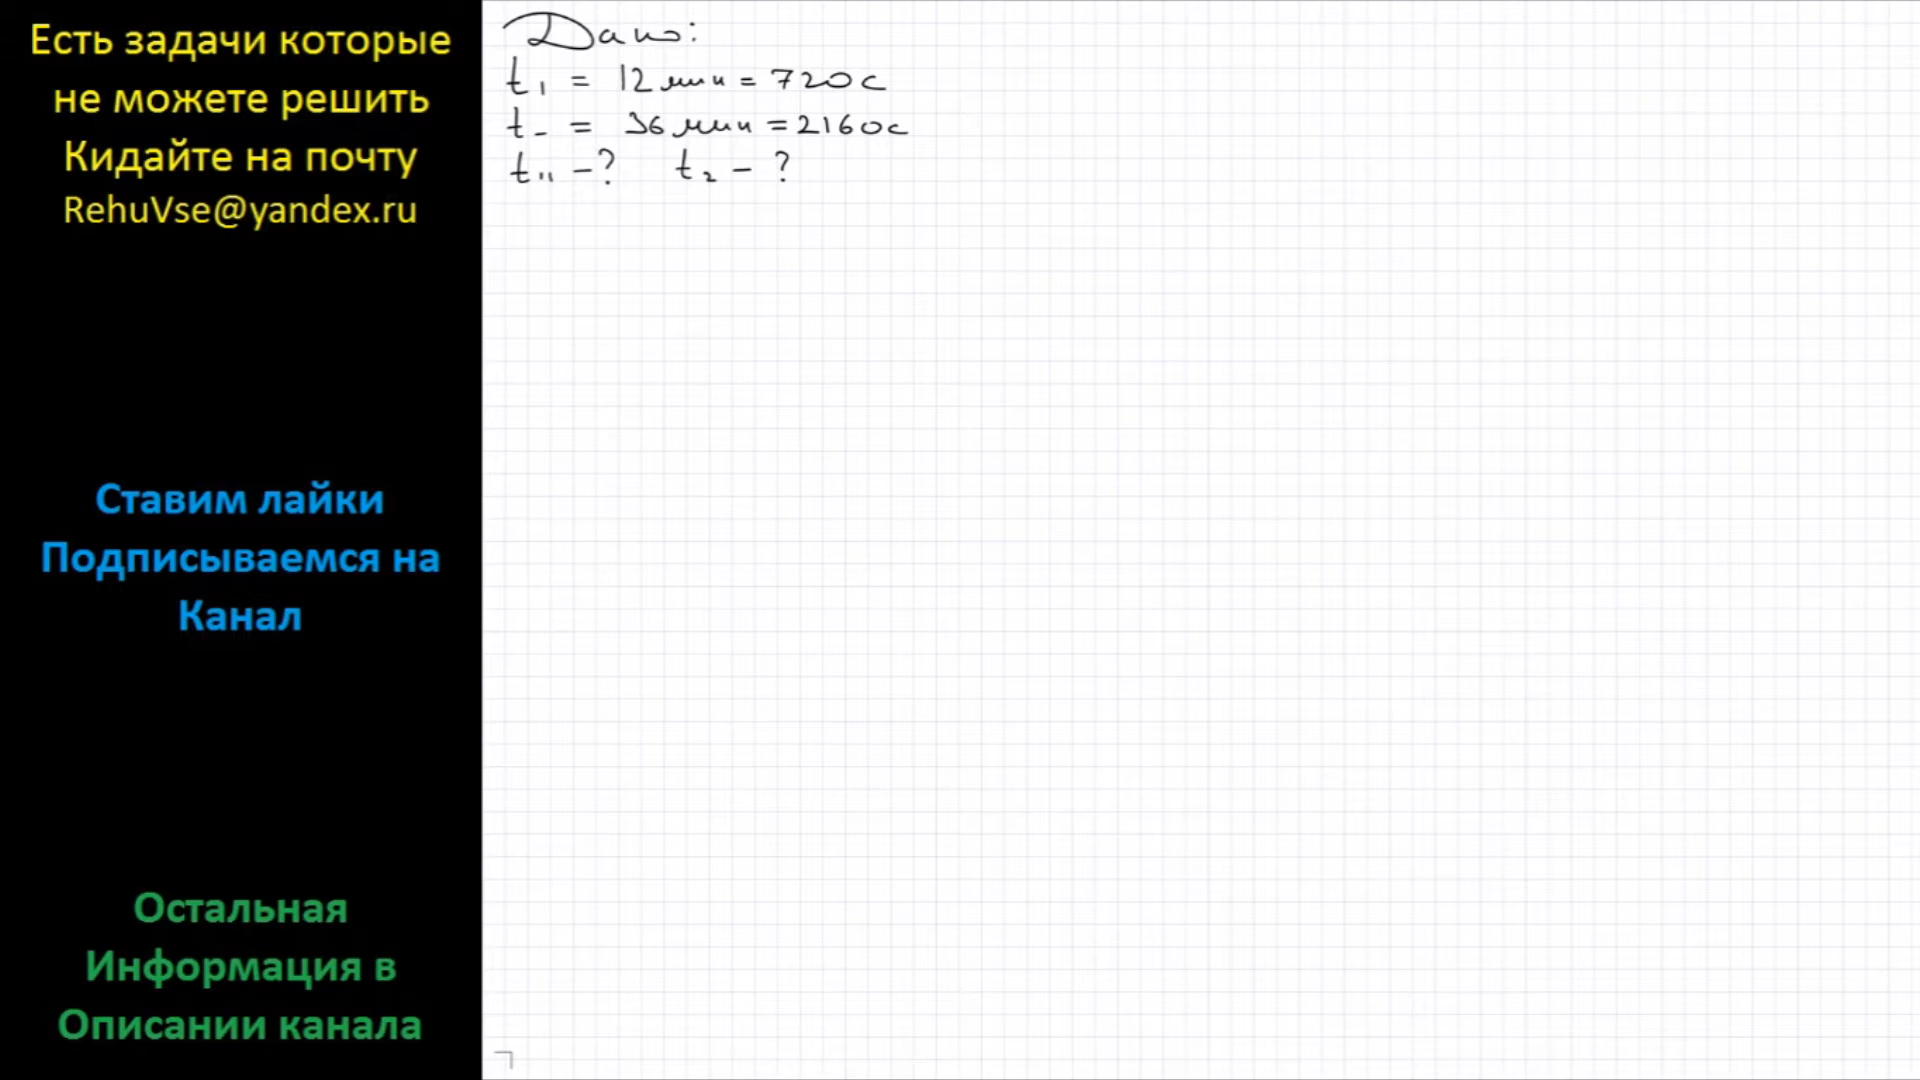 Есть задачи которые
не можете решить
Кидайте на почту
RehuVse@yandex.ru
Ставим лайки
Подписываемся на
Канал
Остальная
Информация в
Описании канала
Дано:
t₁ = 12 мин = 720 с
t₋ = 36 мин = 2160 с
t₁₁ - ? t₂ - ?